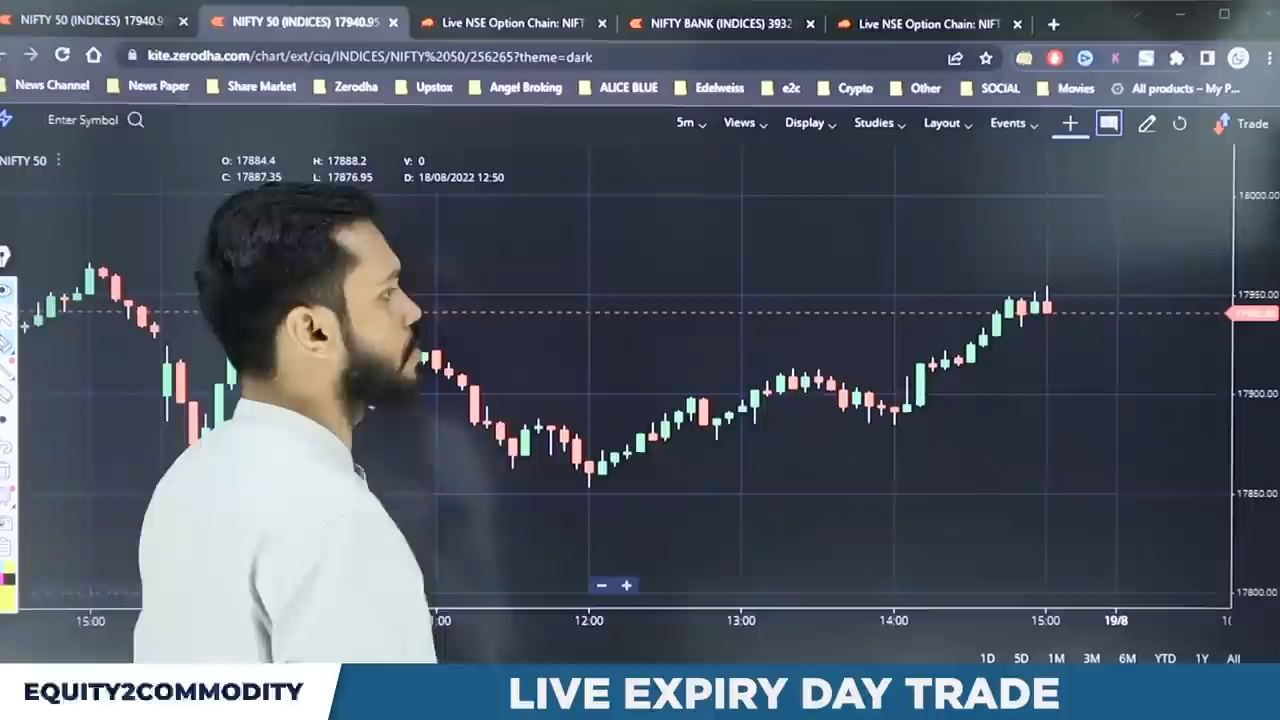 NIFTY 50 (INDICES) 17940.9
NIFTY 50 (INDICES) 17940.95
Live NSE Option Chain: NIFT
NIFTY BANK (INDICES) 3932
Live NSE Option Chain: NIFT
kite.zerodha.com/chart/ext/ciq/INDICES/NIFTY%2050/256265?theme=dark
News Channel News Paper Share Market Zerodha Upstox Angel Broking ALICE BLUE Edelweiss e2c Crypto Other SOCIAL Movies All products – My P...
Enter Symbol 5m Views Display Studies Layout Events Trade
NIFTY 50 O: 17884.4 H: 17888.2 V: 0
C: 17887.35 L: 17876.95 D: 18/08/2022 12:50
18000.00
17950.00
17900.00
17850.00
17800.00
15:00 1:00 12:00 13:00 14:00 15:00 19/8 1(
1D 5D 1M 3M 6M YTD 1Y All
EQUITY2COMMODITY
LIVE EXPIRY DAY TRADE